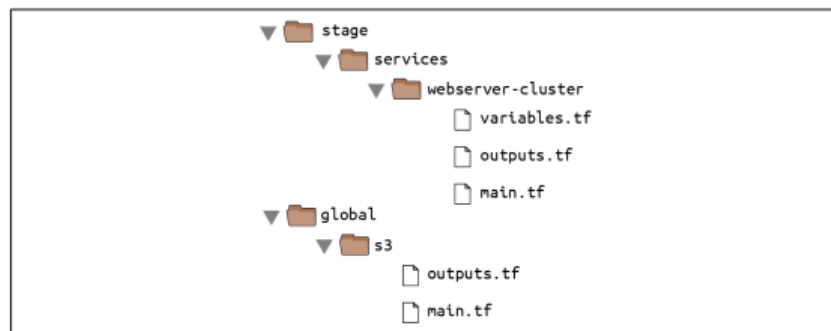 stage
services
webserver-cluster
variables.tf
outputs.tf
main.tf
global
s3
outputs.tf
main.tf